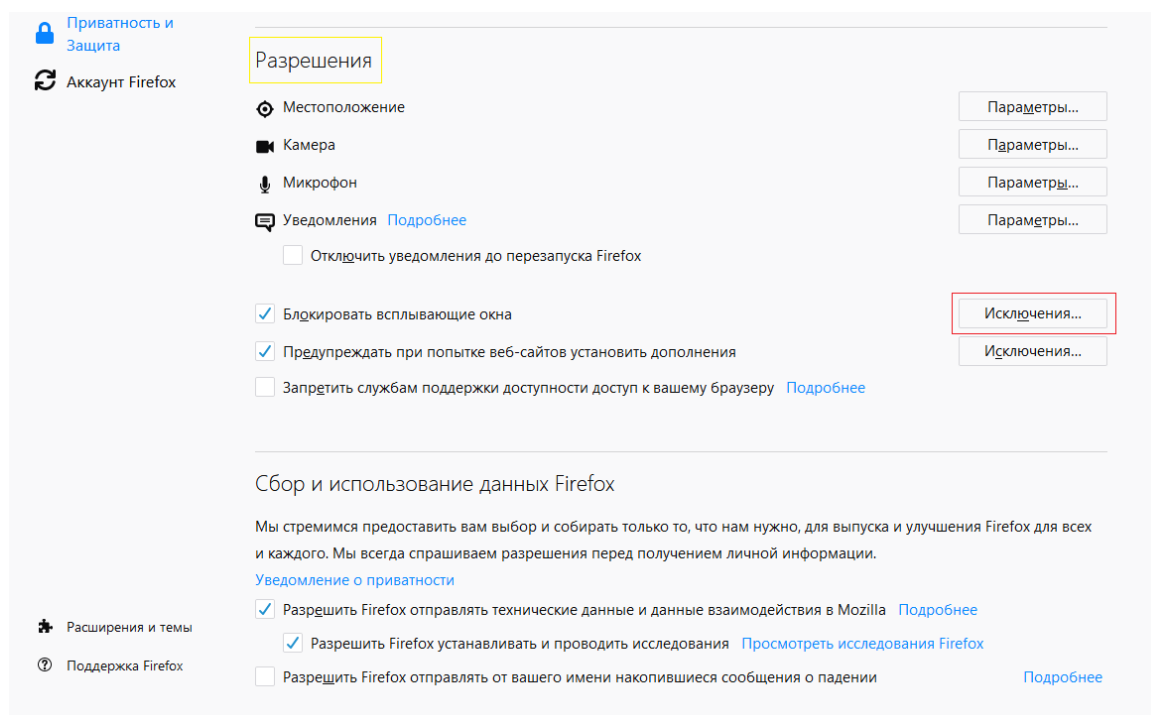 Приватность и
Защита
Аккаунт Firefox
Разрешения
Местоположение
Параметры...
Камера
Параметры...
Микрофон
Параметры...
Уведомления Подробнее
Параметры...
Отключить уведомления до перезапуска Firefox
Блокировать всплывающие окна
Исключения...
Предупреждать при попытке веб-сайтов установить дополнения
Исключения...
Запретить службам поддержки доступности доступ к вашему браузеру Подробнее
Сбор и использование данных Firefox
Мы стремимся предоставить вам выбор и собирать только то, что нам нужно, для выпуска и улучшения Firefox для всех
и каждого. Мы всегда спрашиваем разрешения перед получением личной информации.
Уведомление о приватности
Разрешить Firefox отправлять технические данные и данные взаимодействия в Mozilla Подробнее
Разрешить Firefox устанавливать и проводить исследования Просмотреть исследования Firefox
Разрешить Firefox отправлять от вашего имени накопившиеся сообщения о падении Подробнее
Расширения и темы
Поддержка Firefox